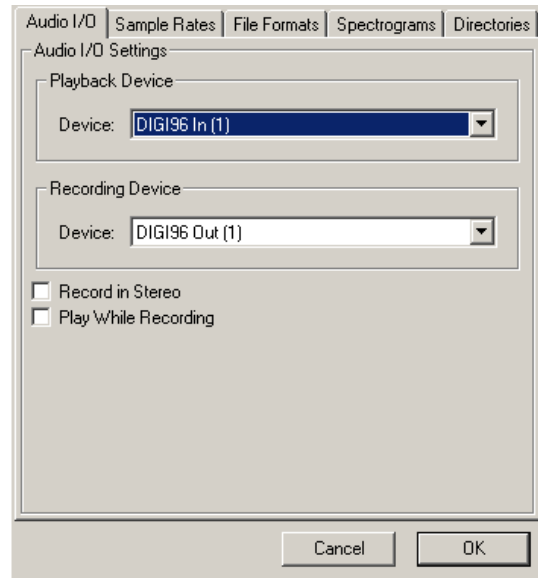 Audio I/O Sample Rates File Formats Spectrograms Directories
Audio I/O Settings
Playback Device
Device: DIGI96 In (1)
Recording Device
Device: DIGI96 Out (1)
Record in Stereo
Play While Recording
Cancel OK